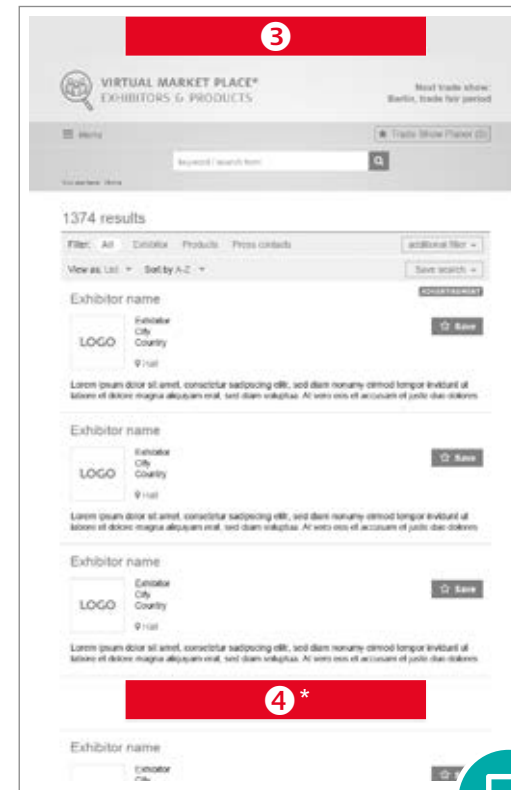 3
VIRTUAL MARKET PLACE®
EXHIBITORS & PRODUCTS
Next trade show:
Berlin, trade fair period
Menu
Trade Show Planer (0)
keyword / search term
You are here: Home
1374 results
Filter: All Exhibitor Products Press contacts
additional filter
View as: List Sort by A-Z
Save search
Exhibitor name
ADVERTISEMENT
LOGO
Exhibitor
City
Country
Hall
Save
Lorem ipsum dolor sit amet, consetetur sadipscing elitr, sed diam nonumy eirmod tempor invidunt ut
labore et dolore magna aliquyam erat, sed diam voluptua. At vero eos et accusam et justo duo dolores
Exhibitor name
LOGO
Exhibitor
City
Country
Hall
Save
Lorem ipsum dolor sit amet, consetetur sadipscing elitr, sed diam nonumy eirmod tempor invidunt ut
labore et dolore magna aliquyam erat, sed diam voluptua. At vero eos et accusam et justo duo dolores
Exhibitor name
LOGO
Exhibitor
City
Country
Hall
Save
Lorem ipsum dolor sit amet, consetetur sadipscing elitr, sed diam nonumy eirmod tempor invidunt ut
labore et dolore magna aliquyam erat, sed diam voluptua. At vero eos et accusam et justo duo dolores
4*
Exhibitor name
Exhibitor
City